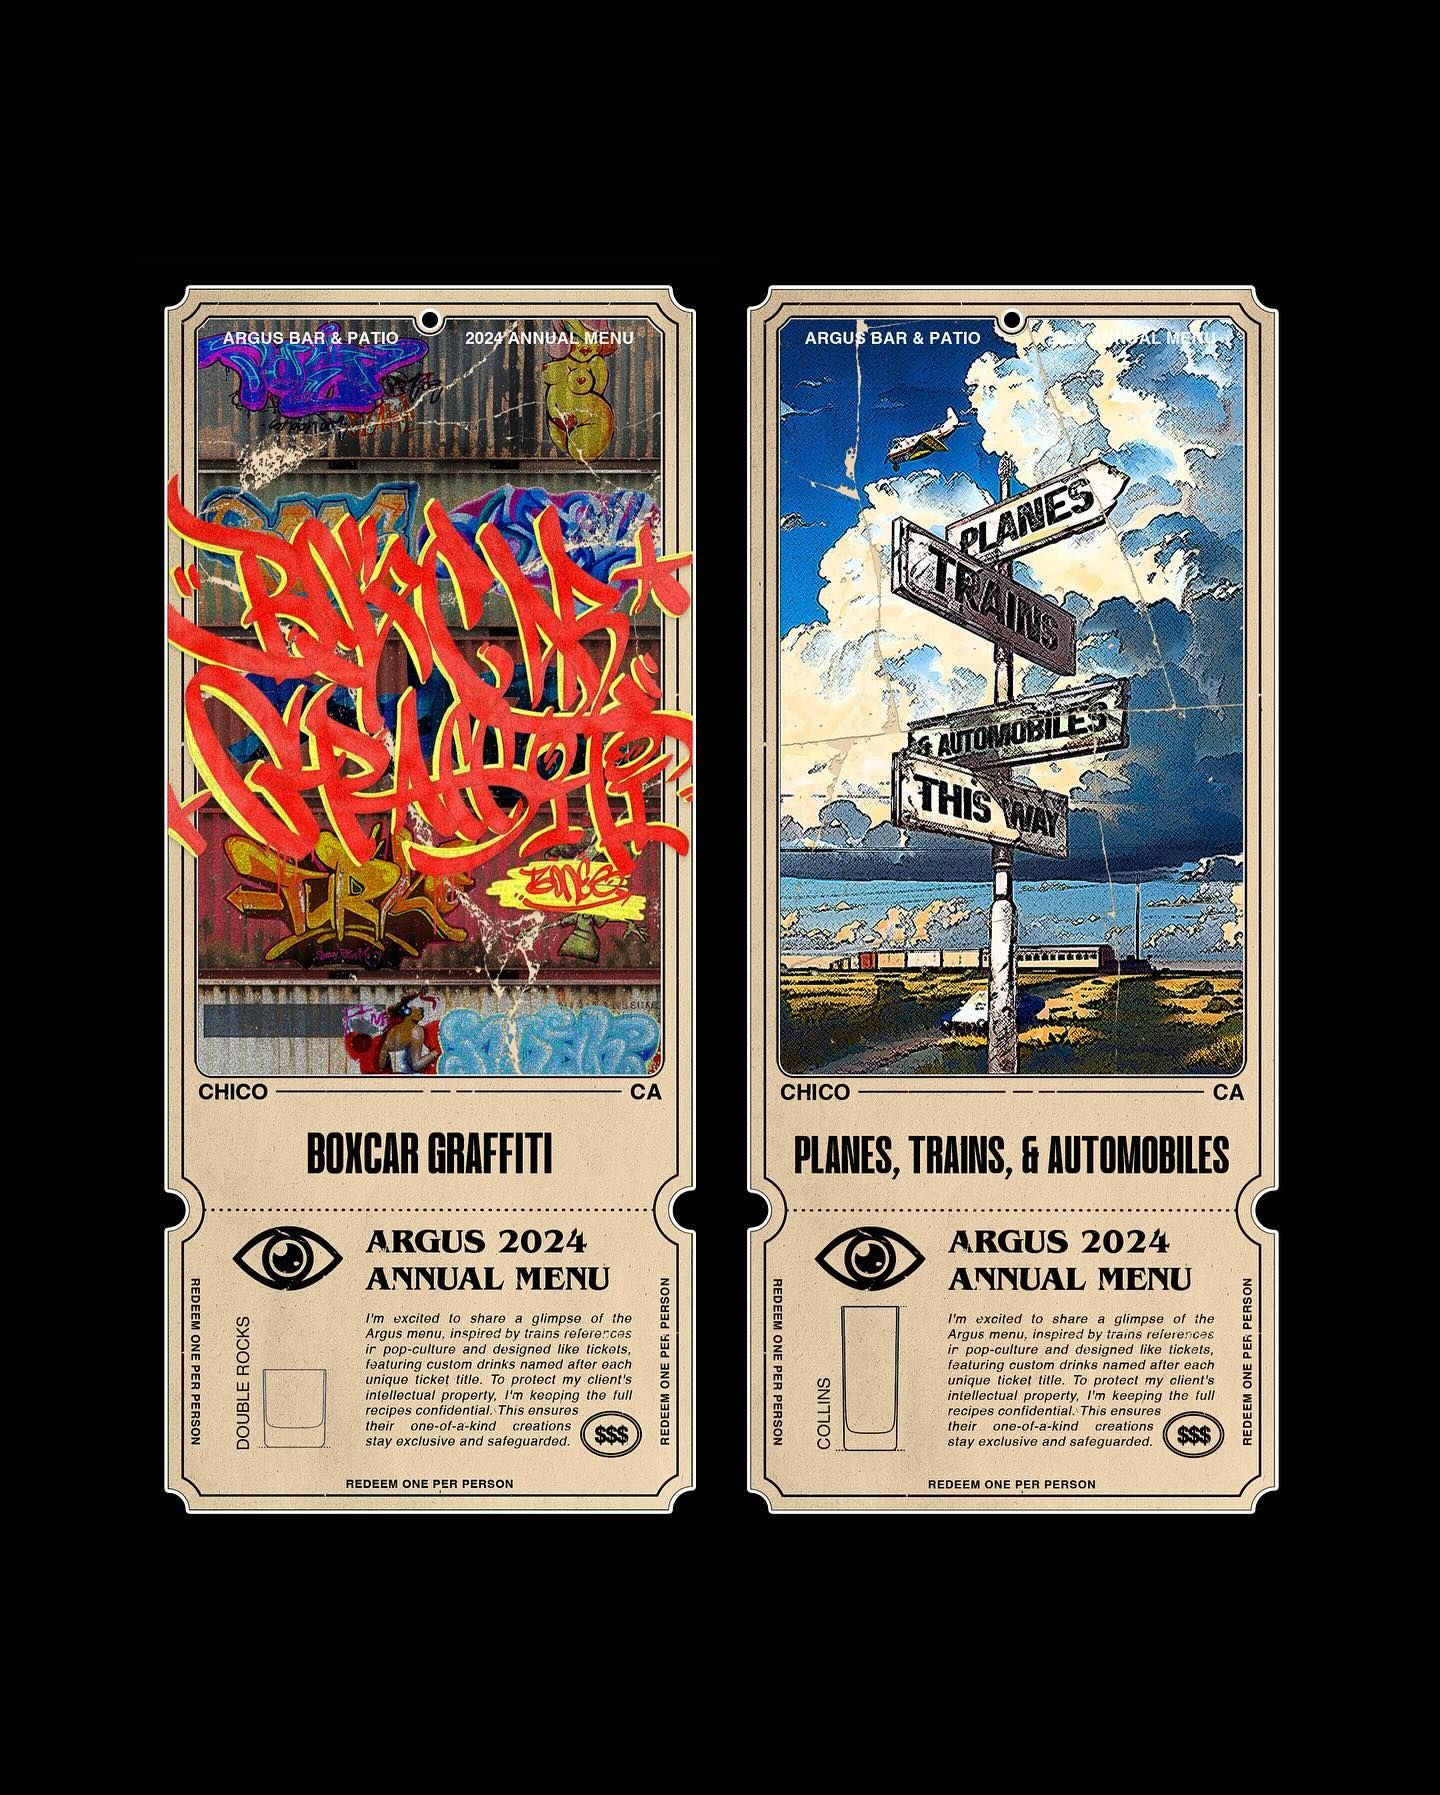 ARGUS BAR & PATIO
2024 ANNUAL MENU
BOXCAR
GRAFFITI
CHICO
CA
BOXCAR GRAFFITI
ARGUS 2024
ANNUAL MENU
REDEEM ONE PER PERSON
DOUBLE ROCKS
I'm excited to share a glimpse of the
Argus menu, inspired by trains references
in pop-culture and designed like tickets,
featuring custom drinks named after each
unique ticket title. To protect my client's
intellectual property, I'm keeping the full
recipes confidential. This ensures
their one-of-a-kind creations
stay exclusive and safeguarded.
$$$
REDEEM ONE PER PERSON
REDEEM ONE PER PERSON
ARGUS BAR & PATIO
2024 ANNUAL MENU
PLANES
TRAINS
& AUTOMOBILES
THIS WAY
CHICO
CA
PLANES, TRAINS, & AUTOMOBILES
ARGUS 2024
ANNUAL MENU
REDEEM ONE PER PERSON
COLLINS
I'm excited to share a glimpse of the
Argus menu, inspired by trains references
in pop-culture and designed like tickets,
featuring custom drinks named after each
unique ticket title. To protect my client's
intellectual property, I'm keeping the full
recipes confidential. This ensures
their one-of-a-kind creations
stay exclusive and safeguarded.
$$$
REDEEM ONE PER PERSON
REDEEM ONE PER PERSON